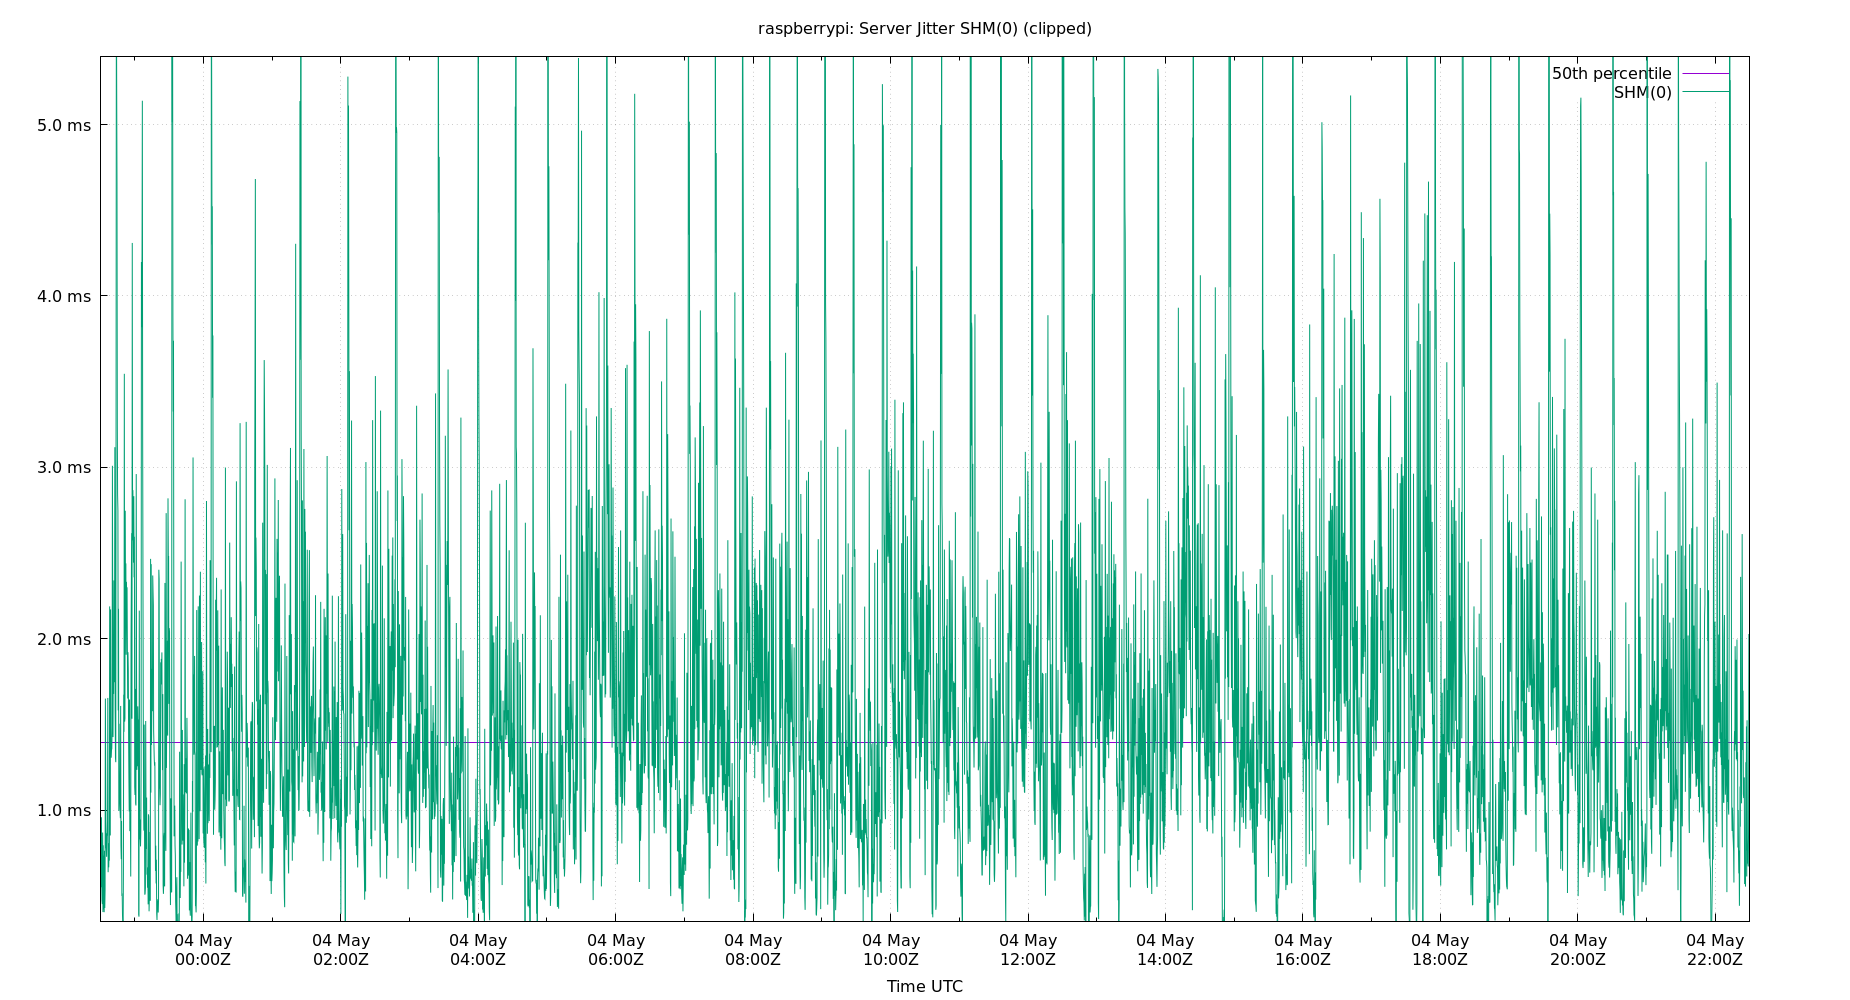 raspberrypi: Server Jitter SHM(0) (clipped)
50th percentile
SHM(0)
5.0 ms
4.0 ms
3.0 ms
2.0 ms
1.0 ms
04 May 04 May 04 May 04 May 04 May 04 May 04 May 04 May 04 May 04 May 04 May 04 May
00:00Z 02:00Z 04:00Z 06:00Z 08:00Z 10:00Z 12:00Z 14:00Z 16:00Z 18:00Z 20:00Z 22:00Z
Time UTC